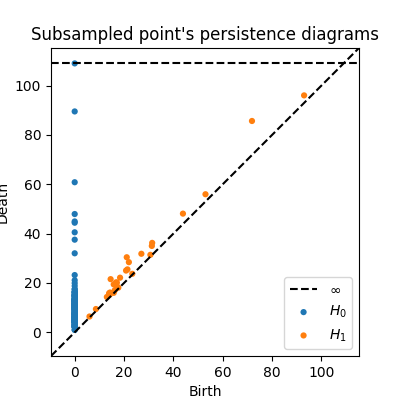 Subsampled point's persistence diagrams
Death
100
80
60
40
20
0
∞
H₀
H₁
0 20 40 60 80 100
Birth